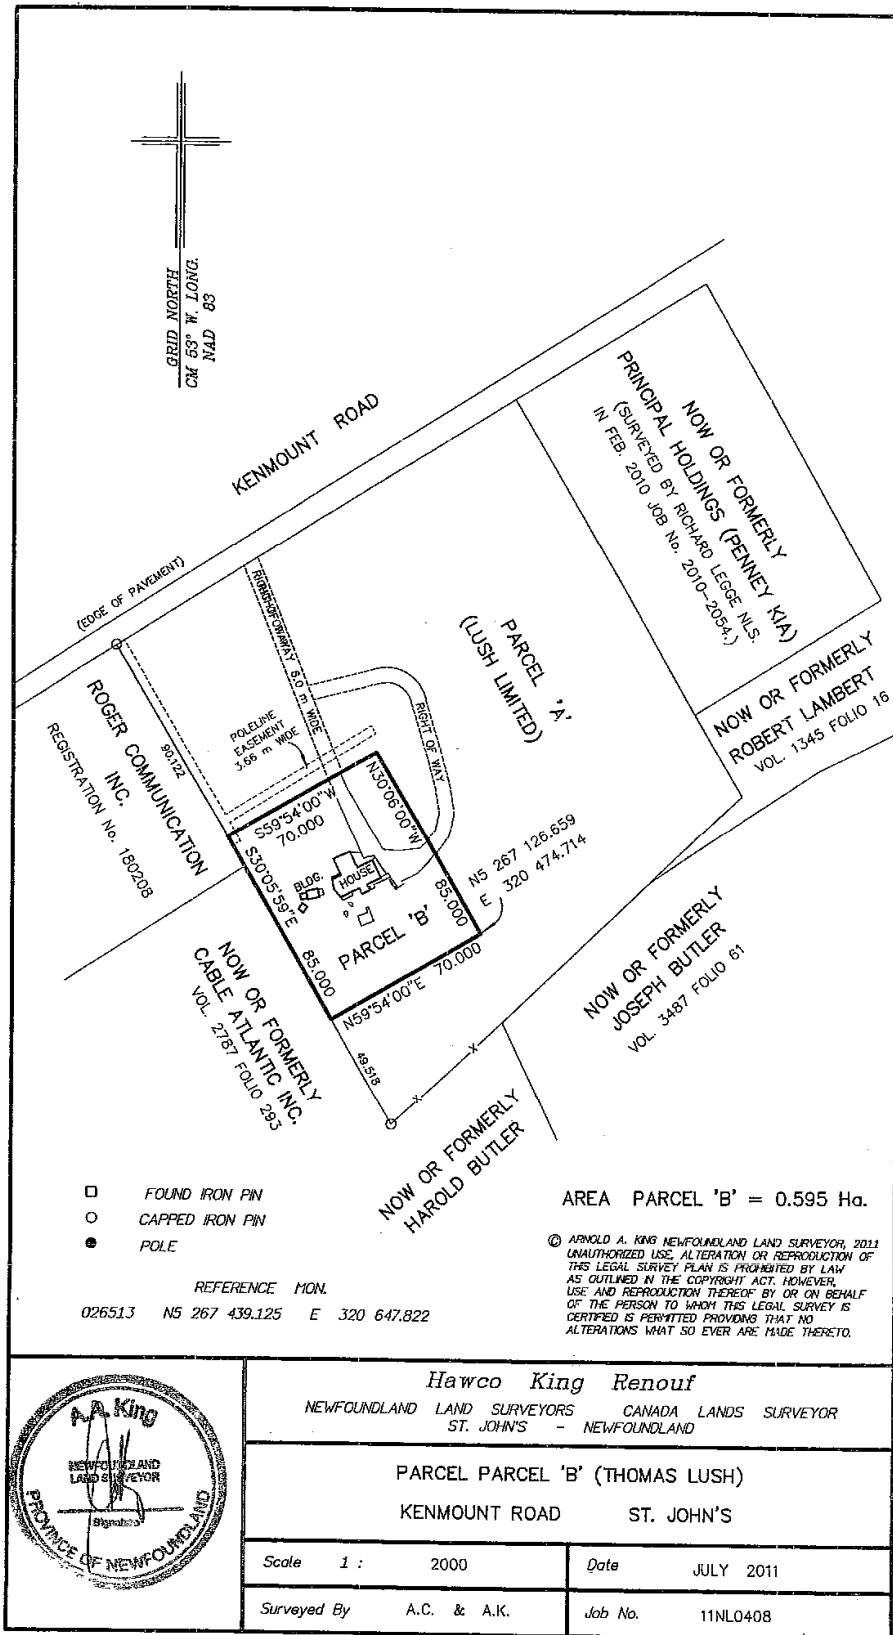 GRID NORTH
CM 53° W. LONG.
NAD 83
KENMOUNT ROAD
(EDGE OF PAVEMENT)
NOW OR FORMERLY
PRINCIPAL HOLDINGS (PENNEY KIA)
(SURVEYED BY RICHARD LEGGE NLS.
IN FEB. 2010 JOB No. 2010-2054.)
PARCEL 'A'
(LUSH LIMITED)
NOW OR FORMERLY
ROBERT LAMBERT
VOL. 1345 FOLIO 16
ROGER COMMUNICATION
INC.
REGISTRATION No. 180208
90.122
POLELINE
EASEMENT
3.66 m WIDE
6.0 m WIDE
RIGHT OF WAY
S59°54'00"W
70.000
N30°06'00"W
85.000
S30°05'59"E
85.000
BLDG.
HOUSE
PARCEL 'B'
N59°54'00"E 70.000
N5 267 126.659
E 320 474.714
49.518
NOW OR FORMERLY
CABLE ATLANTIC INC.
VOL. 2787 FOLIO 293
NOW OR FORMERLY
JOSEPH BUTLER
VOL. 3487 FOLIO 61
NOW OR FORMERLY
HAROLD BUTLER
FOUND IRON PIN
CAPPED IRON PIN
POLE
REFERENCE MON.
026513 N5 267 439.125 E 320 647.822
AREA PARCEL 'B' = 0.595 Ha.
© ARNOLD A. KING NEWFOUNDLAND LAND SURVEYOR, 2011
UNAUTHORIZED USE, ALTERATION OR REPRODUCTION OF
THIS LEGAL SURVEY PLAN IS PROHIBITED BY LAW
AS OUTLINED IN THE COPYRIGHT ACT. HOWEVER,
USE AND REPRODUCTION THEREOF BY OR ON BEHALF
OF THE PERSON TO WHOM THIS LEGAL SURVEY IS
CERTIFIED IS PERMITTED PROVIDING THAT NO
ALTERATIONS WHAT SO EVER ARE MADE THERETO.
A.A. King
NEWFOUNDLAND
LAND SURVEYOR
Signature
PROVINCE OF NEWFOUNDLAND
Hawco King Renouf
NEWFOUNDLAND LAND SURVEYORS CANADA LANDS SURVEYOR
ST. JOHN'S - NEWFOUNDLAND
PARCEL PARCEL 'B' (THOMAS LUSH)
KENMOUNT ROAD ST. JOHN'S
Scale 1 : 2000
Date JULY 2011
Surveyed By A.C. & A.K.
Job No. 11NL0408